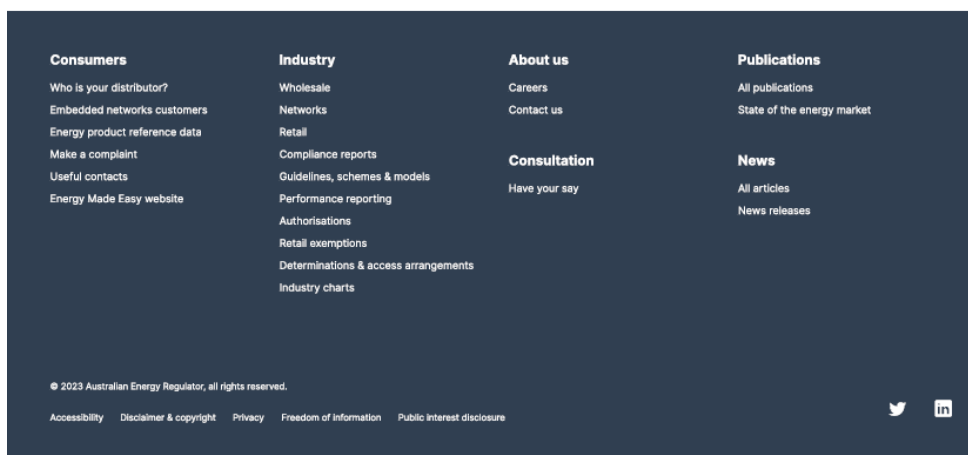 Consumers
Who is your distributor?
Embedded networks customers
Energy product reference data
Make a complaint
Useful contacts
Energy Made Easy website
Industry
Wholesale
Networks
Retail
Compliance reports
Guidelines, schemes & models
Performance reporting
Authorisations
Retail exemptions
Determinations & access arrangements
Industry charts
About us
Careers
Contact us
Consultation
Have your say
Publications
All publications
State of the energy market
News
All articles
News releases
© 2023 Australian Energy Regulator, all rights reserved.
Accessibility Disclaimer & copyright Privacy Freedom of information Public interest disclosure
in